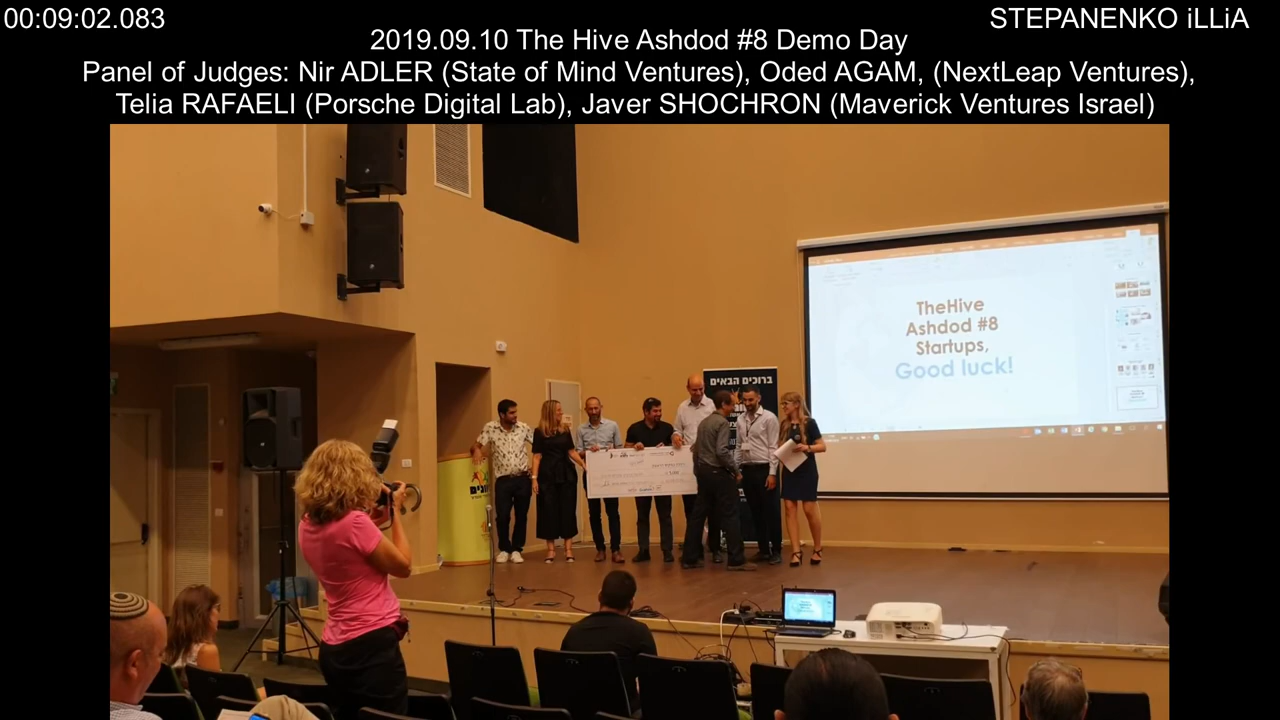 00:09:02.083
STEPANENKO iLLiA
2019.09.10 The Hive Ashdod #8 Demo Day
Panel of Judges: Nir ADLER (State of Mind Ventures), Oded AGAM, (NextLeap Ventures),
Telia RAFAELI (Porsche Digital Lab), Javer SHOCHRON (Maverick Ventures Israel)
TheHive
Ashdod #8
Startups,
Good luck!
ברוכים הבאים